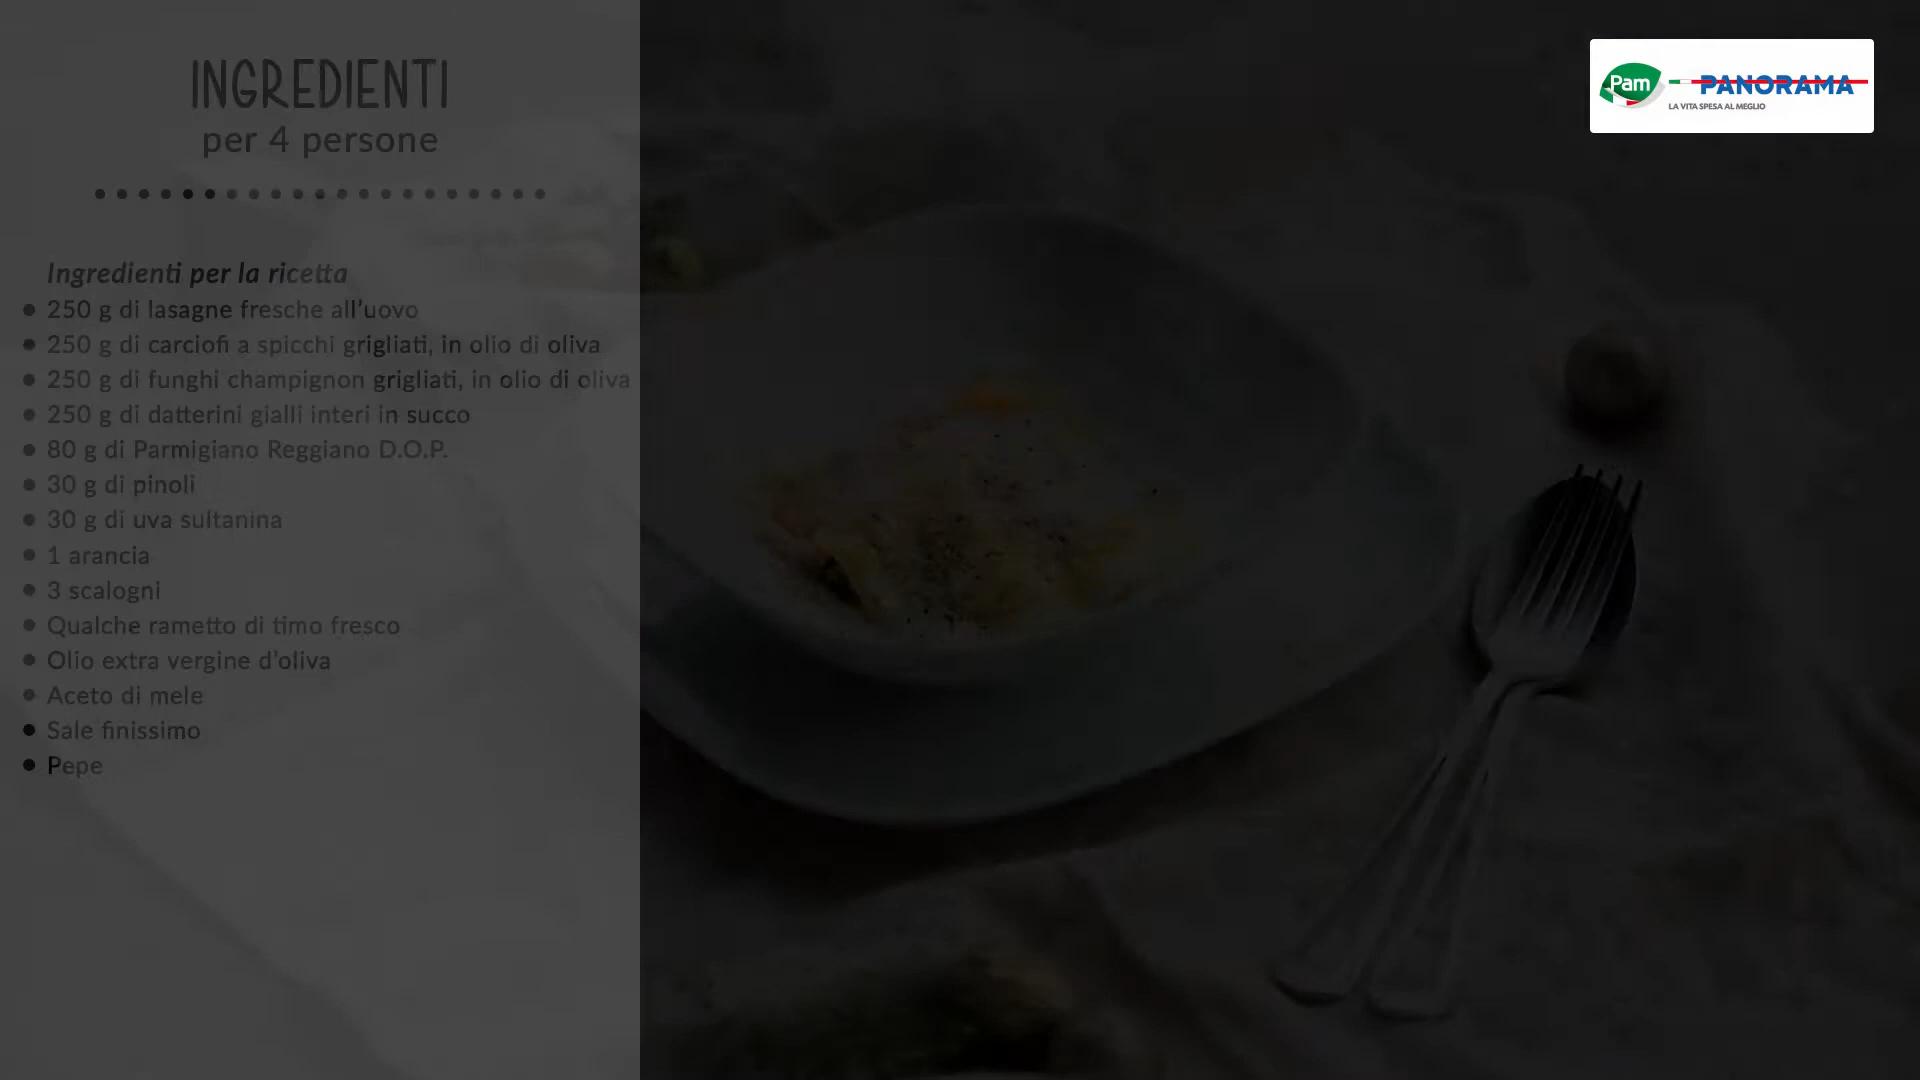 INGREDIENTI
per 4 persone
Ingredienti per la ricetta
250 g di lasagne fresche all'uovo
250 g di carciofi a spicchi grigliati, in olio di oliva
250 g di funghi champignon grigliati, in olio di oliva
250 g di datterini gialli interi in succo
80 g di Parmigiano Reggiano D.O.P.
30 g di pinoli
30 g di uva sultanina
1 arancia
3 scalogni
Qualche rametto di timo fresco
Olio extra vergine d'oliva
Aceto di mele
Sale finissimo
Pepe
Pam PANORAMA
LA VITA SPESA AL MEGLIO